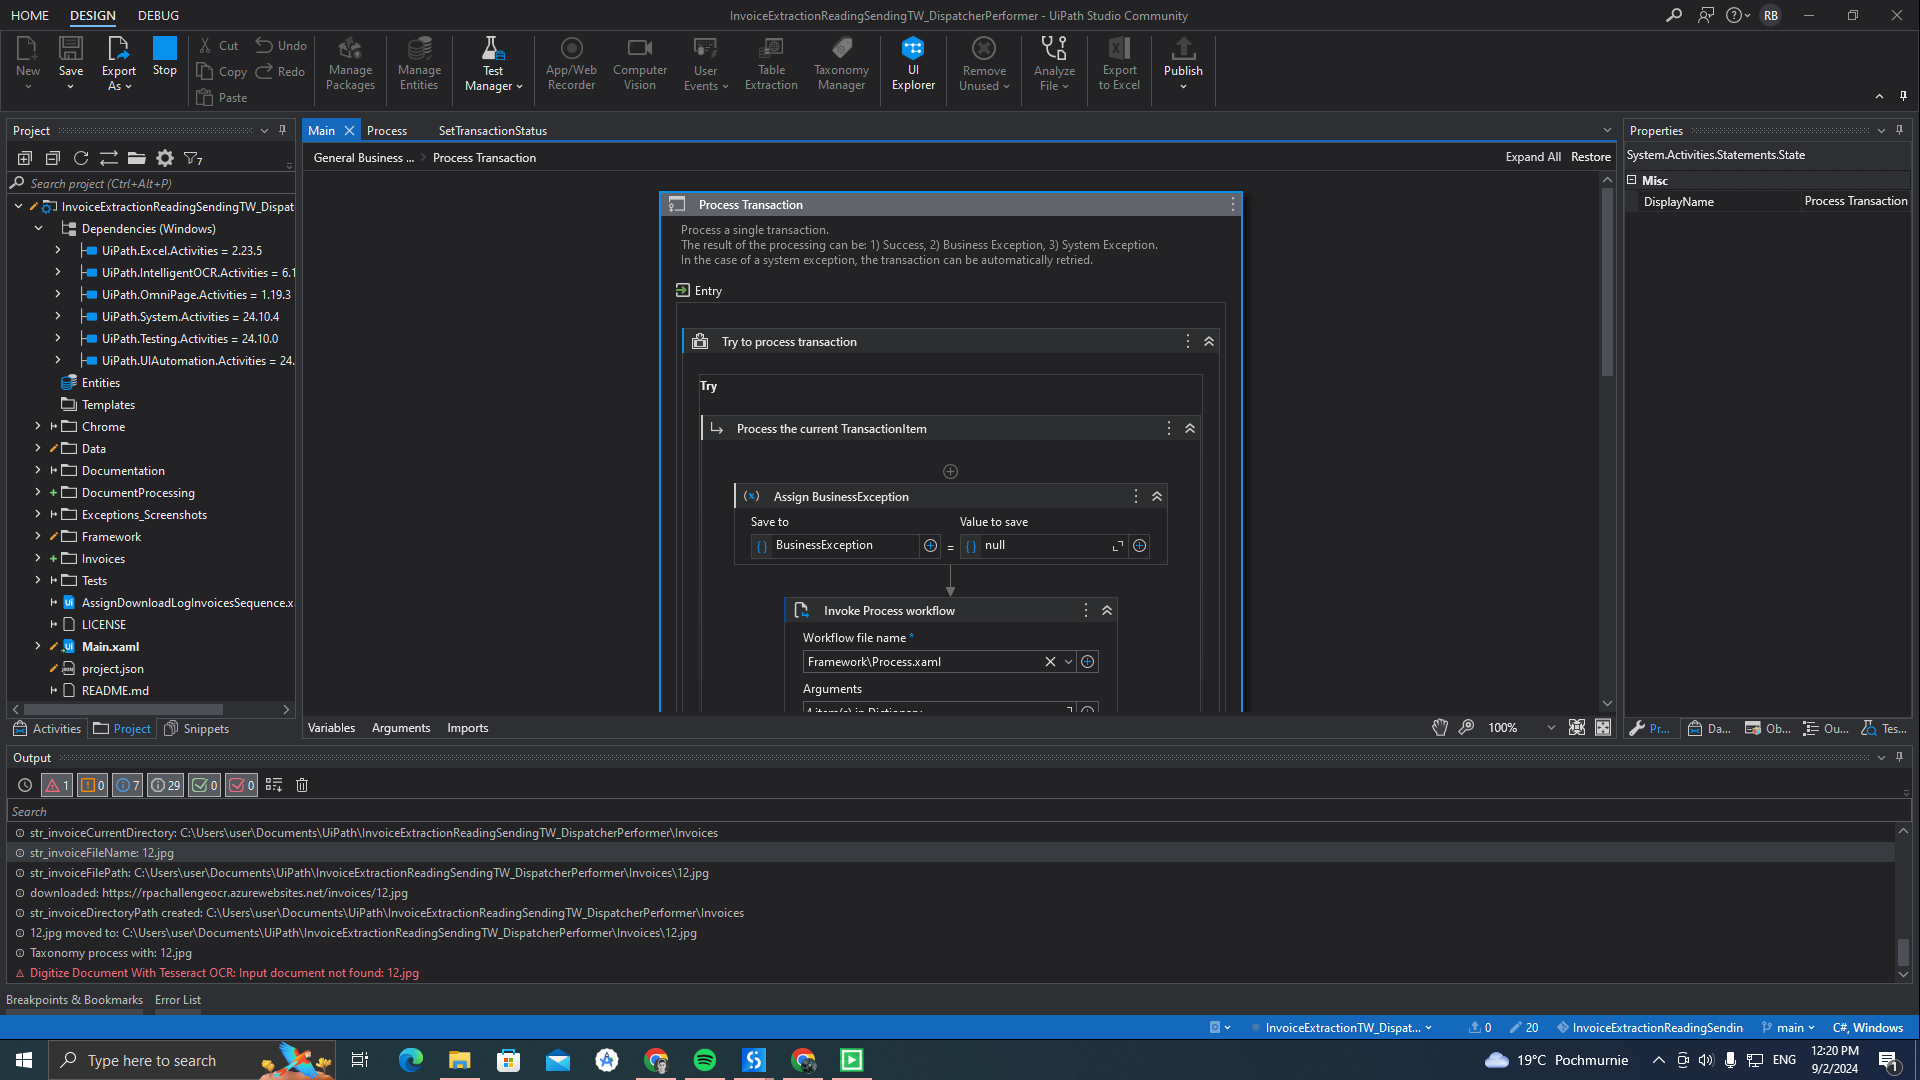 HOME DESIGN DEBUG
InvoiceExtractionReadingSendingTW_DispatcherPerformer - UiPath Studio Community
RB
New Save Export As Stop
Cut Undo
Copy Redo
Paste
Manage Packages
Manage Entities
Test Manager
App/Web Recorder
Computer Vision
User Events
Table Extraction
Taxonomy Manager
UI Explorer
Remove Unused
Analyze File
Export to Excel
Publish
Project
7
Search project (Ctrl+Alt+P)
InvoiceExtractionReadingSendingTW_Dispat
Dependencies (Windows)
UiPath.Excel.Activities = 2.23.5
UiPath.IntelligentOCR.Activities = 6.1
UiPath.OmniPage.Activities = 1.19.3
UiPath.System.Activities = 24.10.4
UiPath.Testing.Activities = 24.10.0
UiPath.UIAutomation.Activities = 24.
Entities
Templates
Chrome
Data
Documentation
DocumentProcessing
Exceptions_Screenshots
Framework
Invoices
Tests
AssignDownloadLogInvoicesSequence.x
LICENSE
Main.xaml
project.json
README.md
Activities Project Snippets
Main Process SetTransactionStatus
General Business ... Process Transaction
Expand All Restore
Process Transaction
Process a single transaction.
The result of the processing can be: 1) Success, 2) Business Exception, 3) System Exception.
In the case of a system exception, the transaction can be automatically retried.
Entry
Try to process transaction
Try
Process the current TransactionItem
Assign BusinessException
Save to Value to save
BusinessException = null
Invoke Process workflow
Workflow file name *
Framework\Process.xaml
Arguments
4 item(s) in Dictionary
Variables Arguments Imports
100%
Properties
System.Activities.Statements.State
Misc
DisplayName Process Transaction
Pr... Da... Ob... Ou... Tes...
Output
1 0 7 29 0 0
Search
str_invoiceCurrentDirectory: C:\Users\user\Documents\UiPath\InvoiceExtractionReadingSendingTW_DispatcherPerformer\Invoices
str_invoiceFileName: 12.jpg
str_invoiceFilePath: C:\Users\user\Documents\UiPath\InvoiceExtractionReadingSendingTW_DispatcherPerformer\Invoices\12.jpg
downloaded: https://rpachallengeocr.azurewebsites.net/invoices/12.jpg
str_invoiceDirectoryPath created: C:\Users\user\Documents\UiPath\InvoiceExtractionReadingSendingTW_DispatcherPerformer\Invoices
12.jpg moved to: C:\Users\user\Documents\UiPath\InvoiceExtractionReadingSendingTW_DispatcherPerformer\Invoices\12.jpg
Taxonomy process with: 12.jpg
Digitize Document With Tesseract OCR: Input document not found: 12.jpg
Breakpoints & Bookmarks Error List
InvoiceExtractionTW_Dispat... 0 20 InvoiceExtractionReadingSendin main C#, Windows
Type here to search
19°C Pochmurnie
ENG
12:20 PM
9/2/2024
1